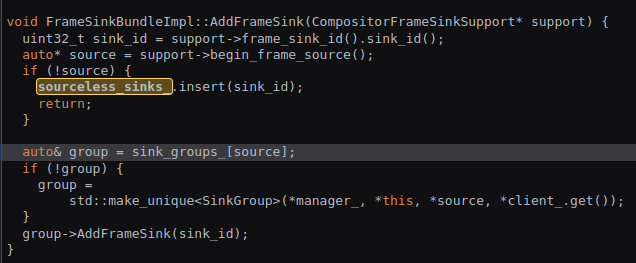 void FrameSinkBundleImpl::AddFrameSink(CompositorFrameSinkSupport* support) {
  uint32_t sink_id = support->frame_sink_id().sink_id();
  auto* source = support->begin_frame_source();
  if (!source) {
    sourceless_sinks_.insert(sink_id);
    return;
  }
  auto& group = sink_groups_[source];
  if (!group) {
    group =
        std::make_unique<SinkGroup>(*manager_, *this, *source, *client_.get());
  }
  group->AddFrameSink(sink_id);
}